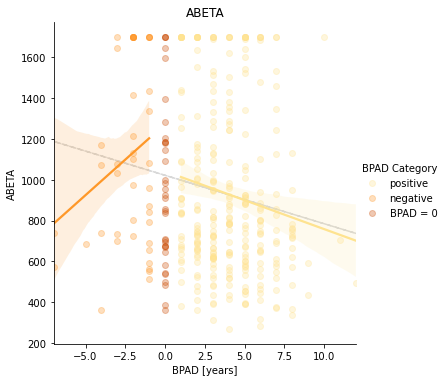 ABETA
1600
1400
1200
1000
800
600
400
200
ABETA
−5.0 −2.5 0.0 2.5 5.0 7.5 10.0
BPAD [years]
BPAD Category
positive
negative
BPAD = 0